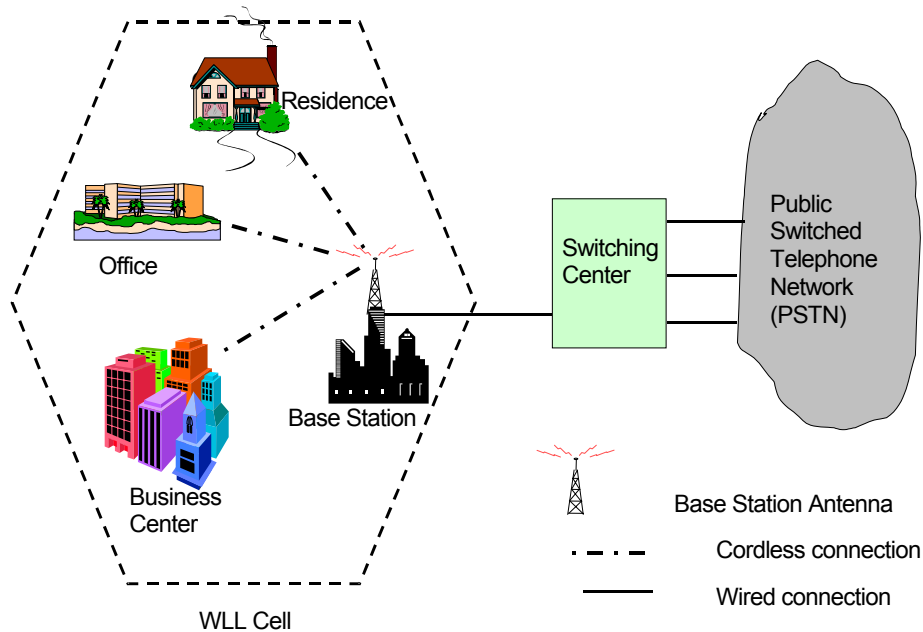 Residence
Office
Business
Center
Base Station
WLL Cell
Switching
Center
Public
Switched
Telephone
Network
(PSTN)
Base Station Antenna
Cordless connection
Wired connection